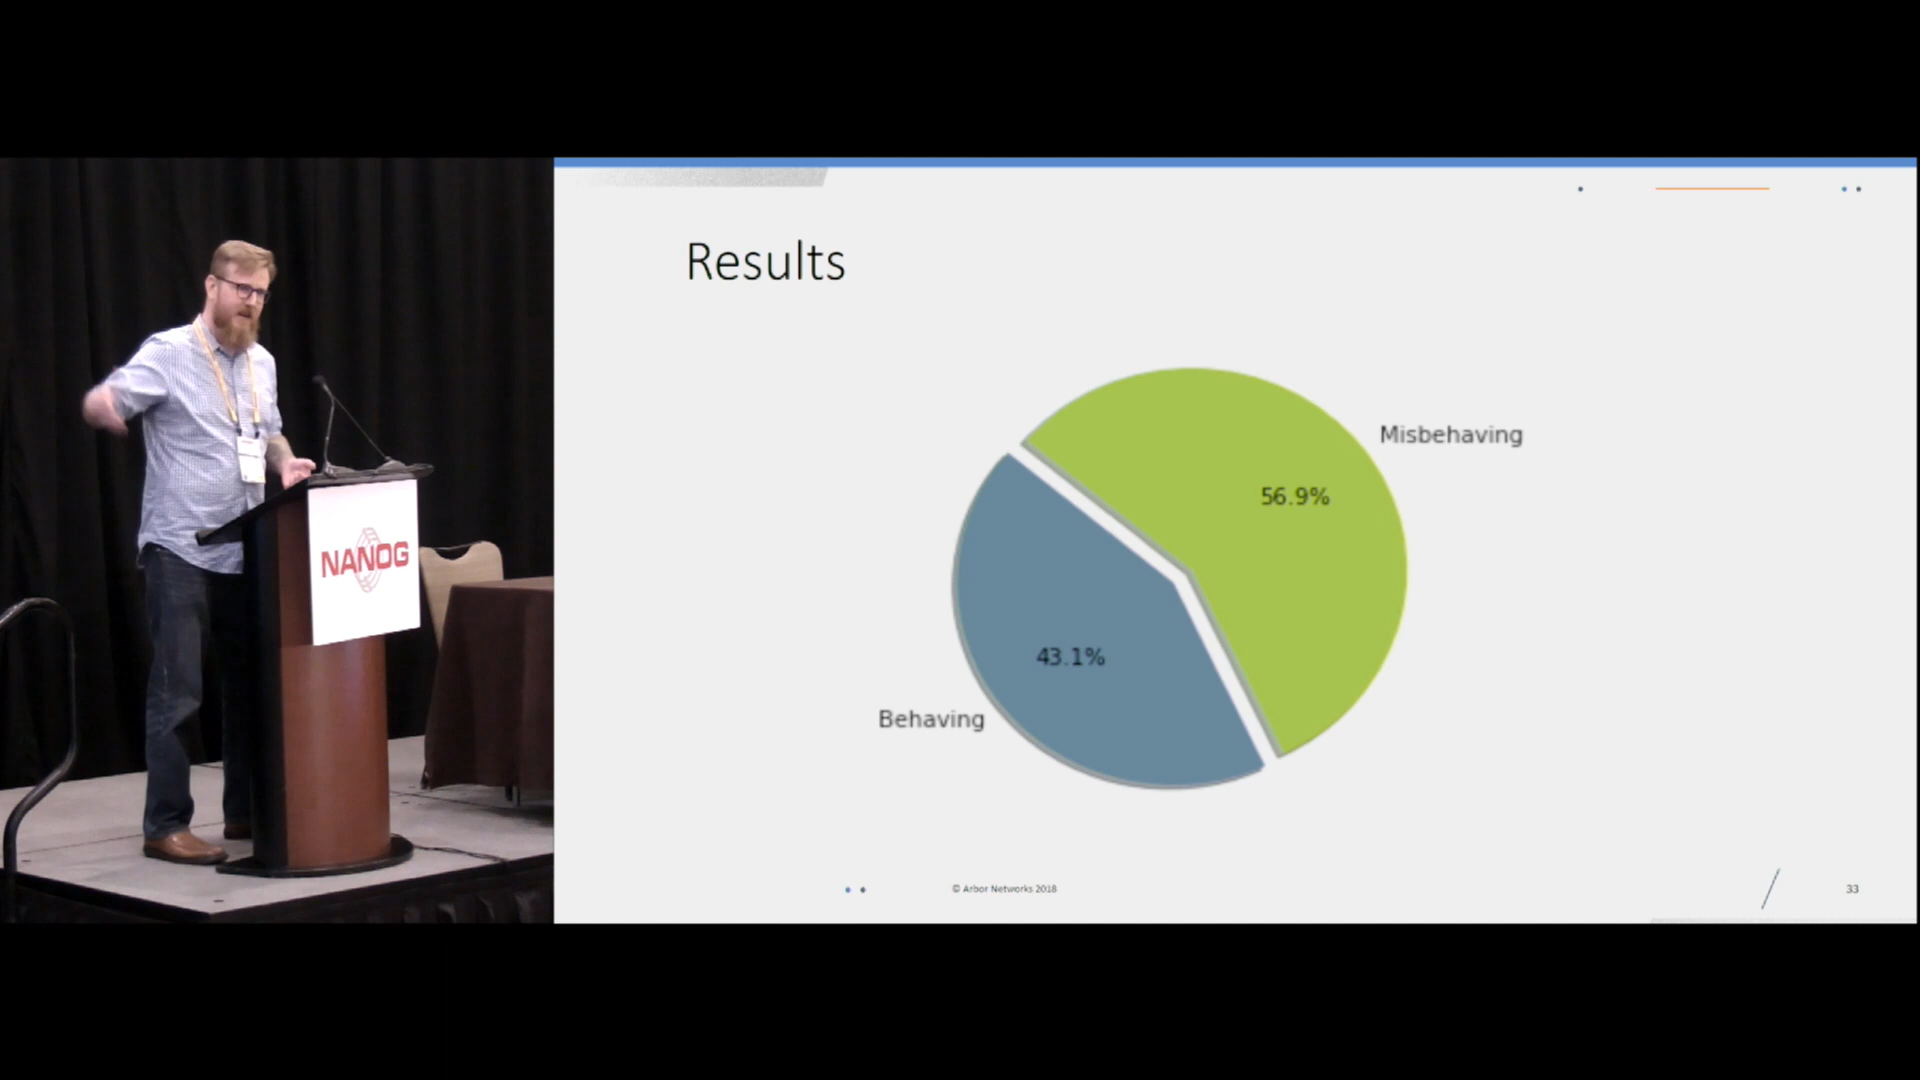 NANOG
Results
Misbehaving
56.9%
43.1%
Behaving
© Arbor Networks 2018
33